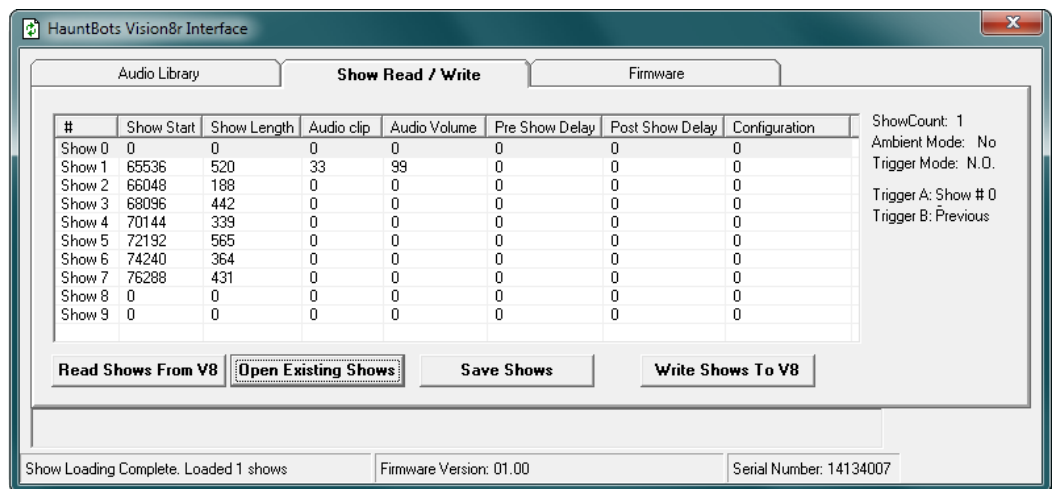 HauntBots Vision8r Interface
Audio Library Show Read / Write Firmware
# Show Start Show Length Audio clip Audio Volume Pre Show Delay Post Show Delay Configuration
Show 0 0 0 0 0 0 0 0
Show 1 65536 520 33 99 0 0 0
Show 2 66048 188 0 0 0 0 0
Show 3 68096 442 0 0 0 0 0
Show 4 70144 339 0 0 0 0 0
Show 5 72192 565 0 0 0 0 0
Show 6 74240 364 0 0 0 0 0
Show 7 76288 431 0 0 0 0 0
Show 8 0 0 0 0 0 0 0
Show 9 0 0 0 0 0 0 0
ShowCount: 1
Ambient Mode: No
Trigger Mode: N.O.
Trigger A: Show # 0
Trigger B: Previous
Read Shows From V8 Open Existing Shows Save Shows Write Shows To V8
Show Loading Complete. Loaded 1 shows Firmware Version: 01.00 Serial Number: 14134007